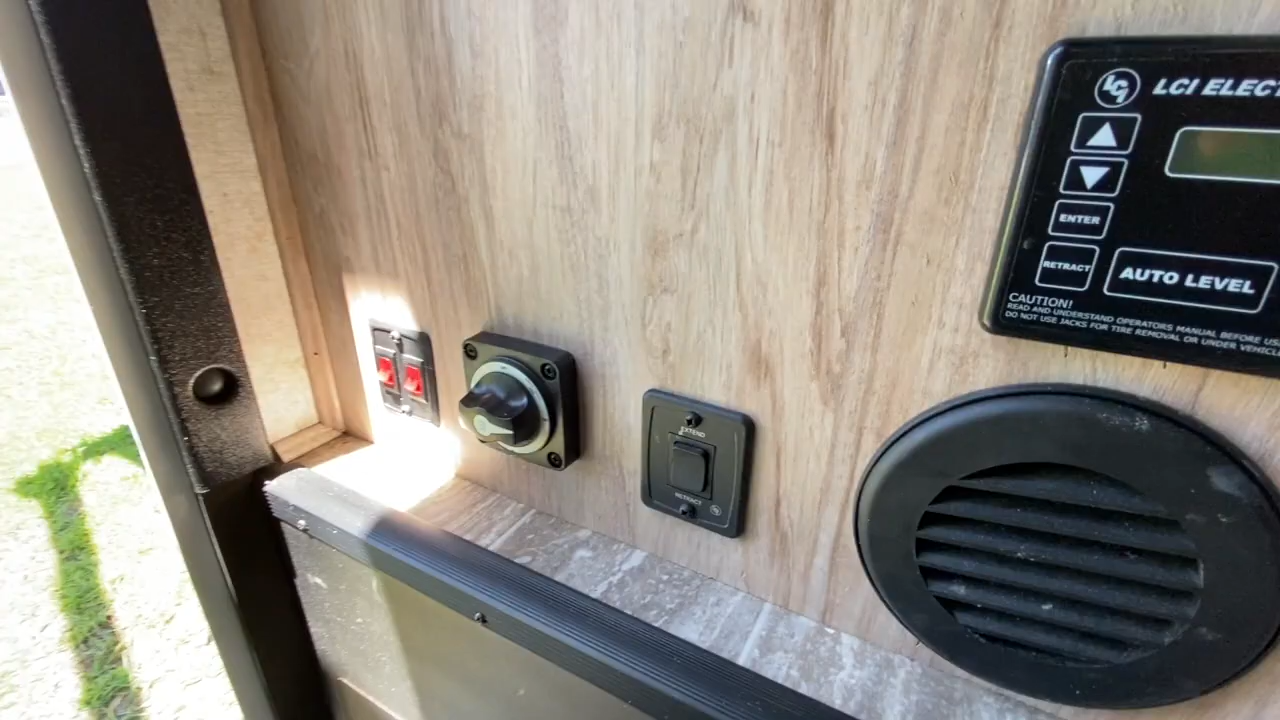 LCI
LCI ELECT
ENTER
RETRACT
AUTO LEVEL
CAUTION!
READ AND UNDERSTAND OPERATORS MANUAL BEFORE US
DO NOT USE JACKS FOR TIRE REMOVAL OR UNDER VEHICL
EXTEND
RETRACT